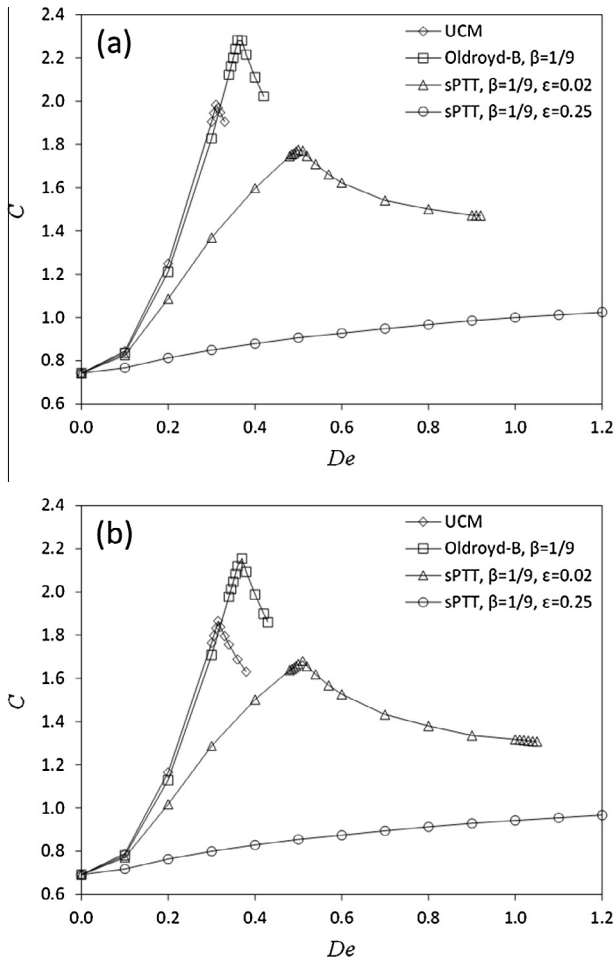 (a)
UCM
Oldroyd-B, β=1/9
sPTT, β=1/9, ε=0.02
sPTT, β=1/9, ε=0.25
2.4
2.2
2.0
1.8
1.6
1.4
1.2
1.0
0.8
0.6
C
0.0 0.2 0.4 0.6 0.8 1.0 1.2
De
(b)
UCM
Oldroyd-B, β=1/9
sPTT, β=1/9, ε=0.02
sPTT, β=1/9, ε=0.25
2.4
2.2
2.0
1.8
1.6
1.4
1.2
1.0
0.8
0.6
C
0.0 0.2 0.4 0.6 0.8 1.0 1.2
De